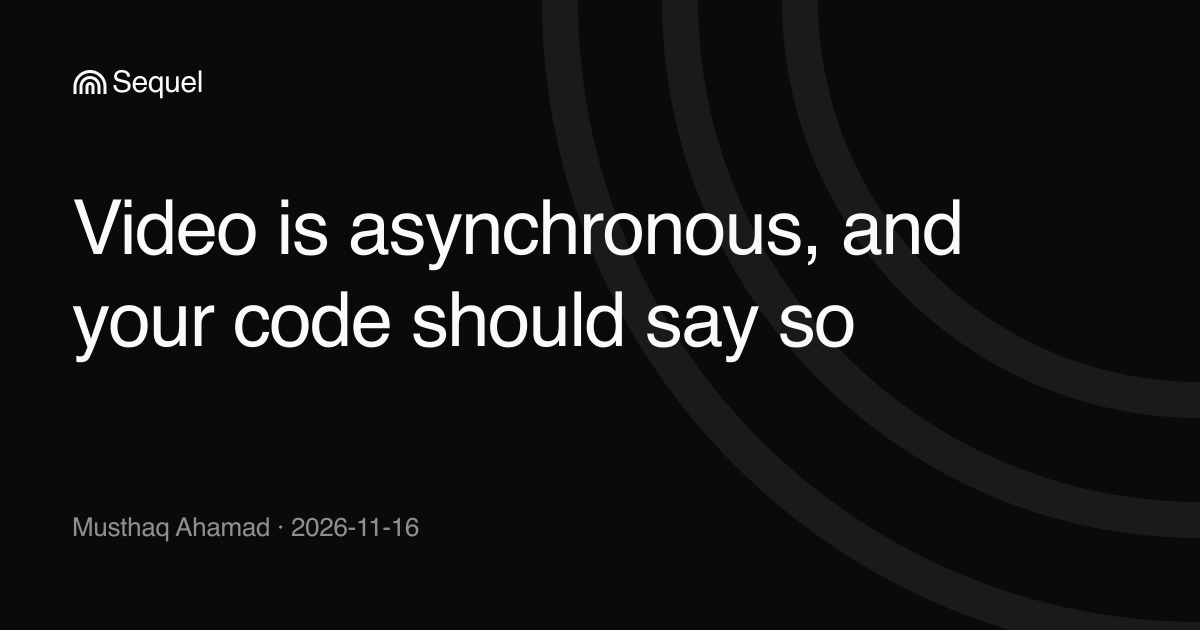 Sequel
Video is asynchronous, and
your code should say so
Musthaq Ahamad · 2026-11-16